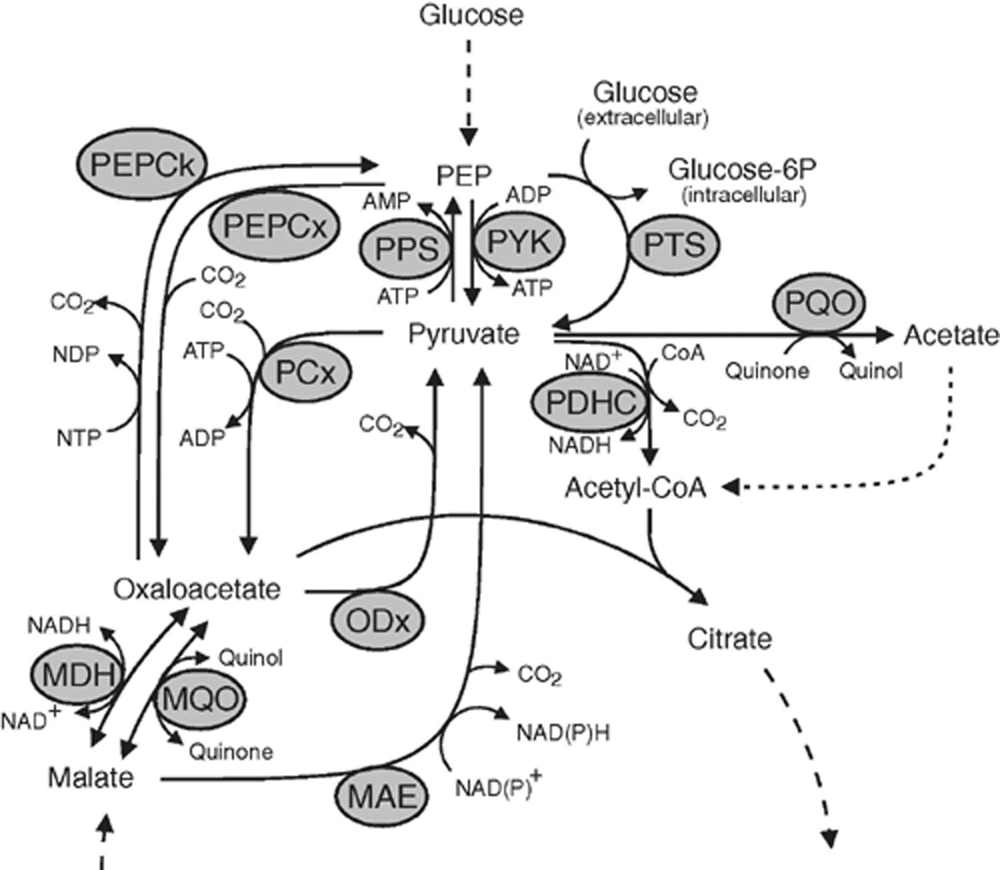 Glucose
Glucose
(extracellular)
PEPCk
PEP
Glucose-6P
(intracellular)
AMP
ADP
PEPCx
PPS
PYK
PTS
CO2
ATP
ATP
CO2
CO2
PQO
Pyruvate
Acetate
NDP
ATP
PCx
NAD+
CoA
Quinone
Quinol
PDHC
CO2
CO2
NTP
ADP
NADH
Acetyl-CoA
Oxaloacetate
ODx
NADH
Citrate
Quinol
MDH
CO2
MQO
NAD+
NAD(P)H
Quinone
Malate
NAD(P)+
MAE